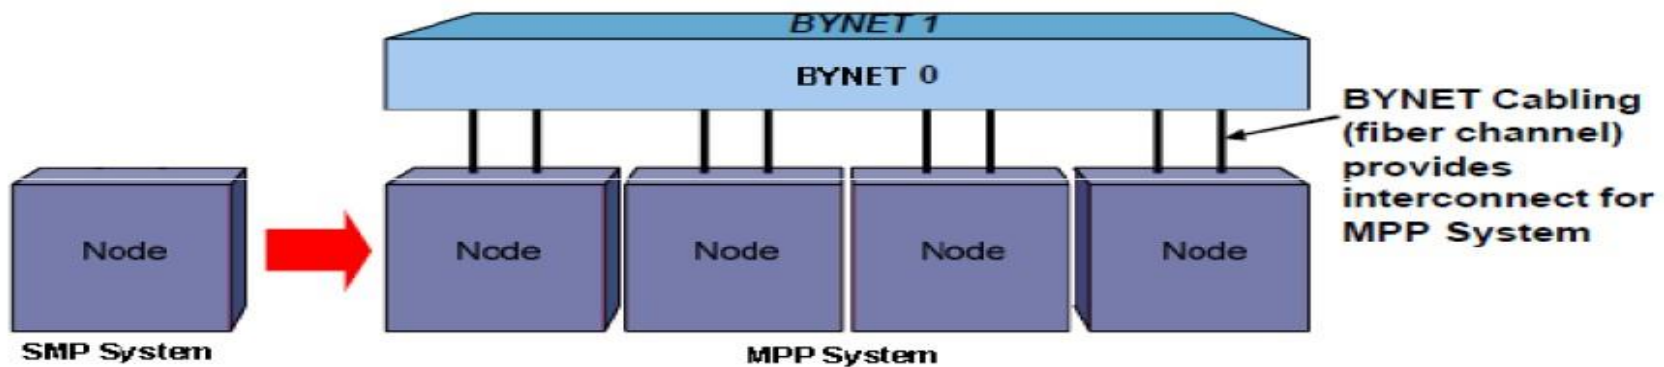 BYNET 1
BYNET 0
BYNET Cabling
(fiber channel)
provides
interconnect for
MPP System
Node
Node
Node
Node
Node
SMP System
MPP System